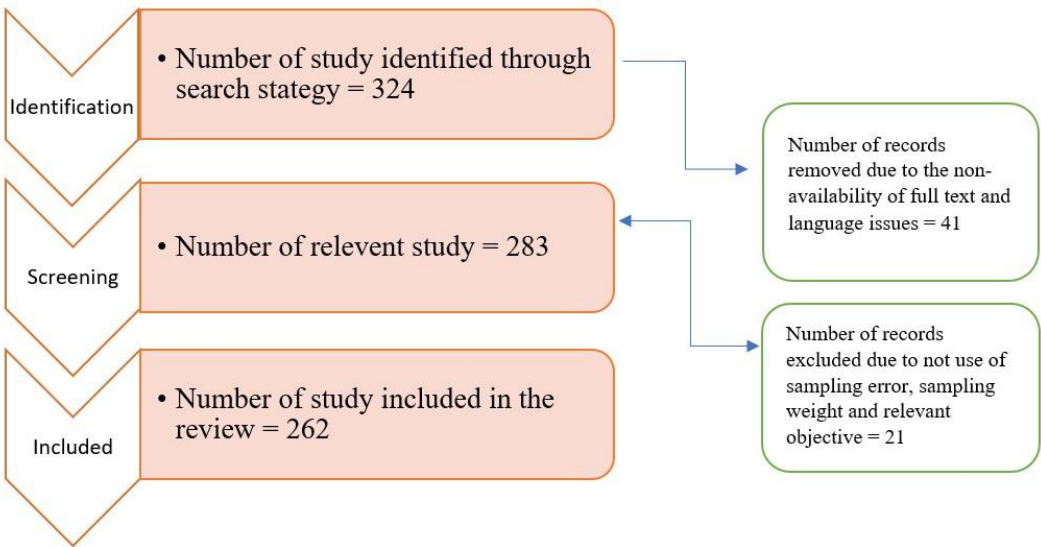 Identification
• Number of study identified through
search stategy = 324
Number of records
removed due to the non-
availability of full text and
language issues = 41
Screening
• Number of relevent study = 283
Number of records
excluded due to not use of
sampling error, sampling
weight and relevant
objective = 21
Included
• Number of study included in the
review = 262